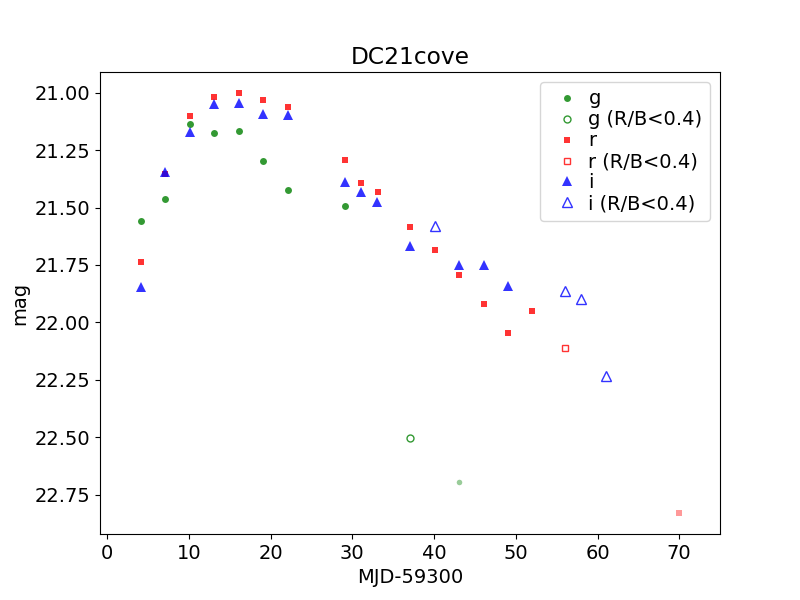 DC21cove
mag
21.00
21.25
21.50
21.75
22.00
22.25
22.50
22.75
g
g (R/B<0.4)
r
r (R/B<0.4)
i
i (R/B<0.4)
0 10 20 30 40 50 60 70
MJD-59300